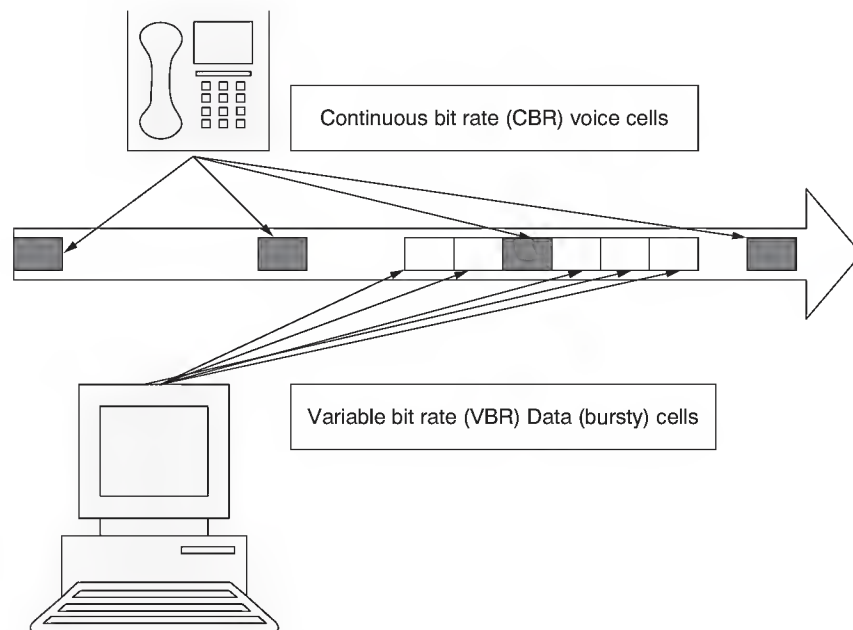 Continuous bit rate (CBR) voice cells
Variable bit rate (VBR) Data (bursty) cells